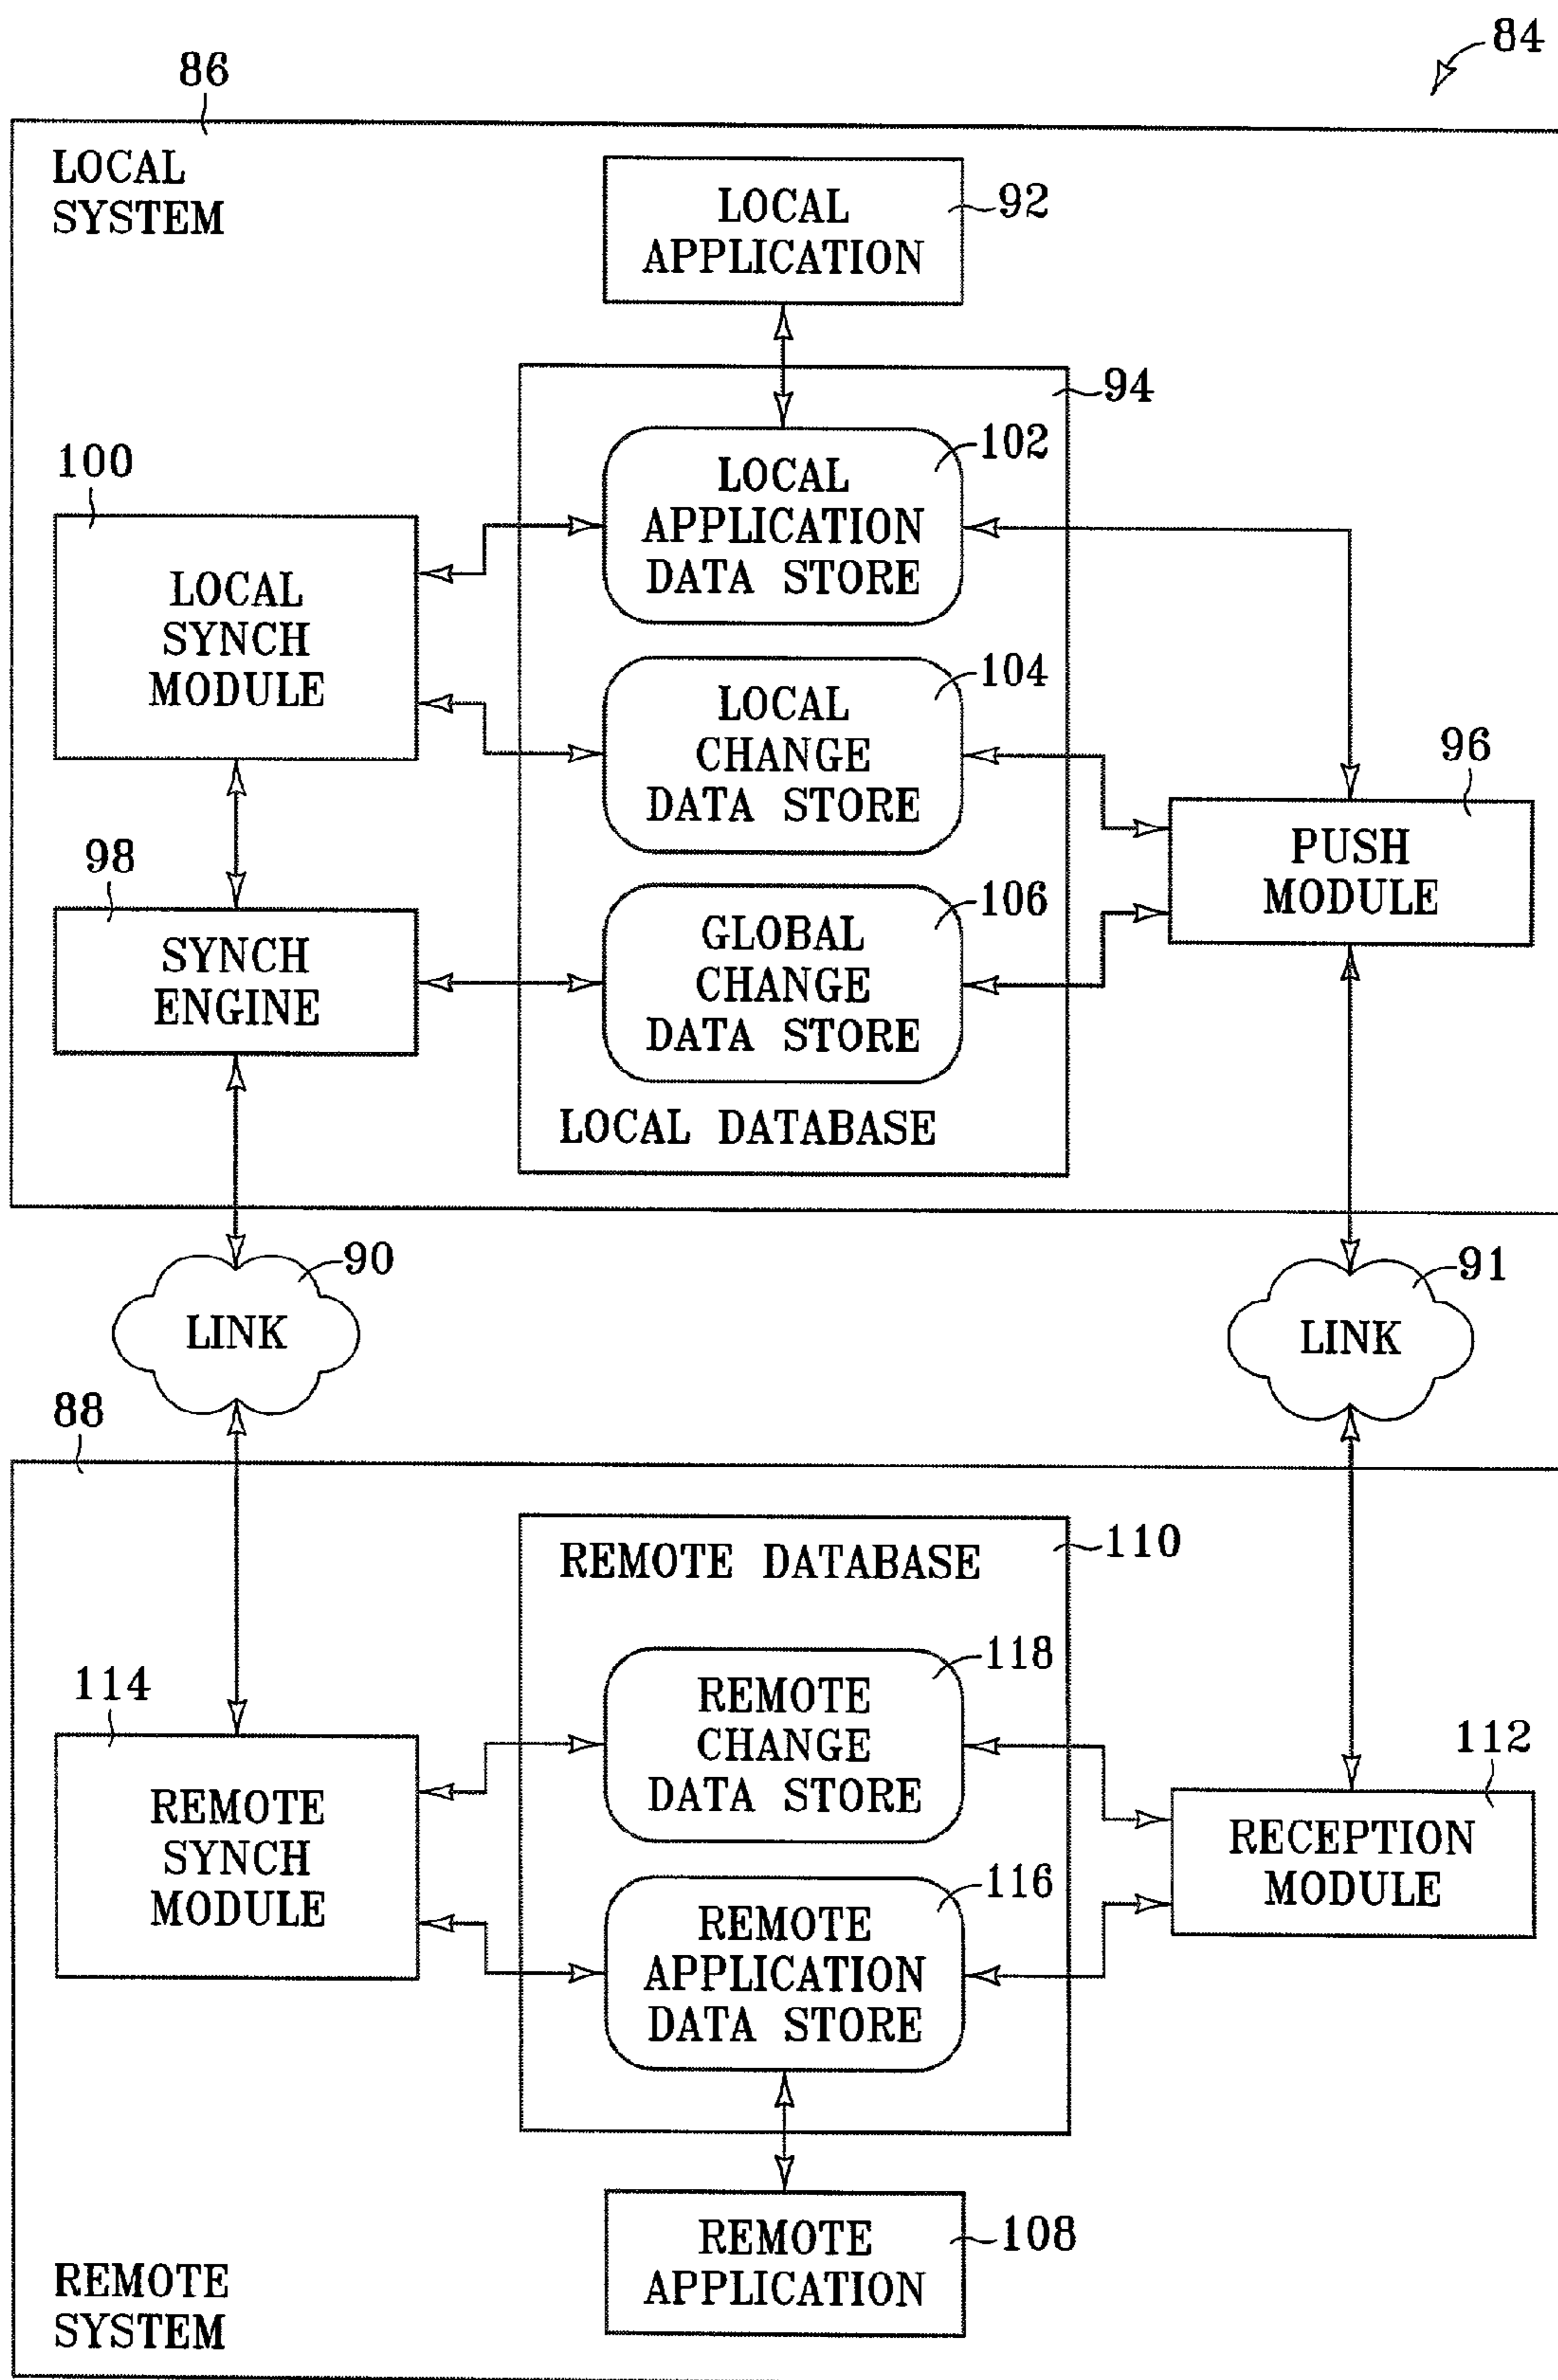 84
86
LOCAL
SYSTEM
LOCAL
APPLICATION
92
94
100
LOCAL
SYNCH
MODULE
102
LOCAL
APPLICATION
DATA STORE
104
LOCAL
CHANGE
DATA STORE
96
PUSH
MODULE
98
SYNCH
ENGINE
106
GLOBAL
CHANGE
DATA STORE
LOCAL DATABASE
90
LINK
91
LINK
88
REMOTE DATABASE
110
114
REMOTE
SYNCH
MODULE
118
REMOTE
CHANGE
DATA STORE
112
RECEPTION
MODULE
116
REMOTE
APPLICATION
DATA STORE
REMOTE
APPLICATION
108
REMOTE
SYSTEM